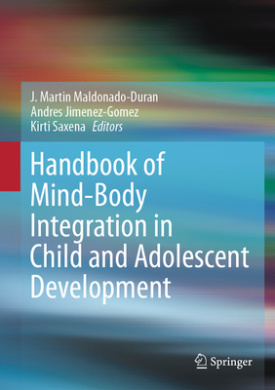 J. Martin Maldonado-Duran
Andres Jimenez-Gomez
Kirti Saxena Editors
Handbook of
Mind-Body
Integration in
Child and Adolescent
Development
Springer